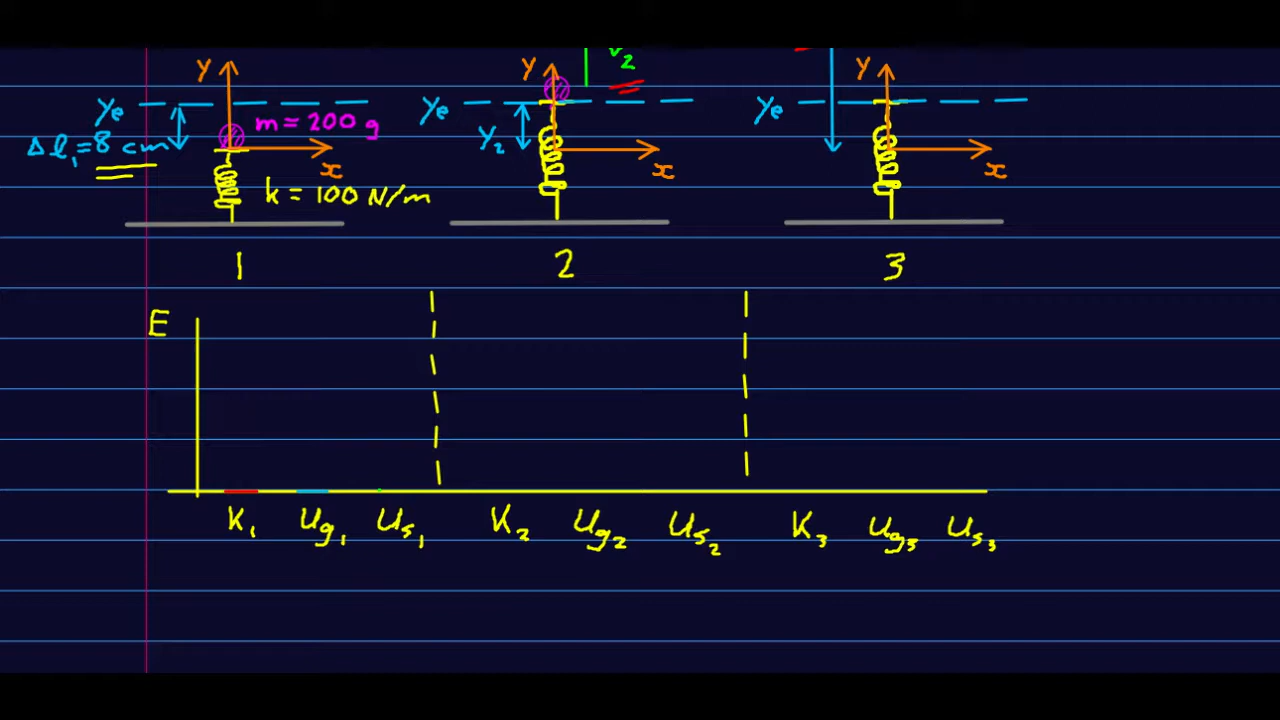 V₂
y y y
yₑ yₑ yₑ
m = 200 g
Δl₁ = 8 cm y₂
x x x
k = 100 N/m
1 2 3
E
K₁ Ug₁ Us₁ K₂ Ug₂ Us₂ K₃ Ug₃ Us₃